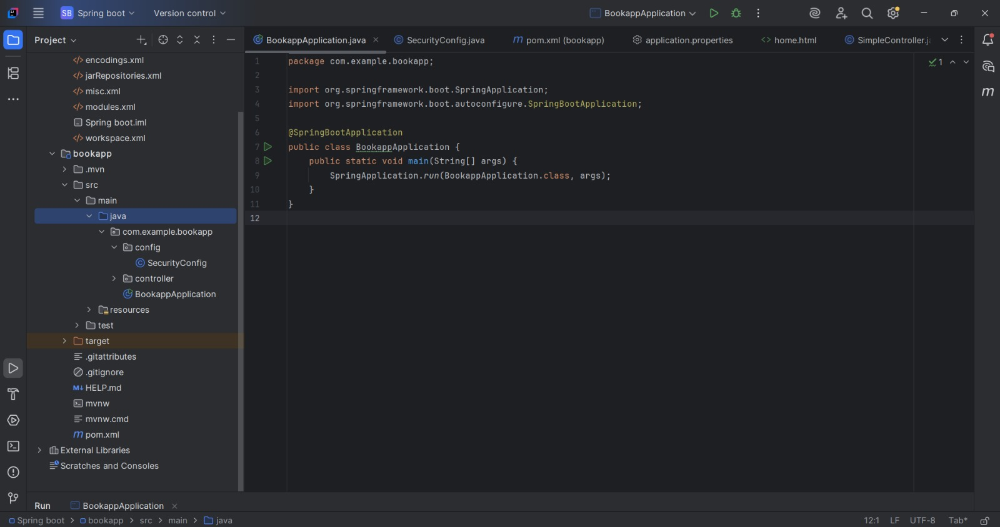 SB Spring boot Version control BookappApplication
Project BookappApplication.java SecurityConfig.java m pom.xml (bookapp) application.properties home.html SimpleController.j
encodings.xml
jarRepositories.xml
misc.xml
modules.xml
Spring boot.iml
workspace.xml
bookapp
.mvn
src
main
java
com.example.bookapp
config
SecurityConfig
controller
BookappApplication
resources
test
target
.gitattributes
.gitignore
M↓ HELP.md
mvnw
mvnw.cmd
m pom.xml
External Libraries
Scratches and Consoles
1 package com.example.bookapp;
2
3 import org.springframework.boot.SpringApplication;
4 import org.springframework.boot.autoconfigure.SpringBootApplication;
5
6 @SpringBootApplication
7 public class BookappApplication {
8 public static void main(String[] args) {
9 SpringApplication.run(BookappApplication.class, args);
10 }
11 }
12
1
m
Run BookappApplication
Spring boot > bookapp > src > main > java 12:1 LF UTF-8 Tab*